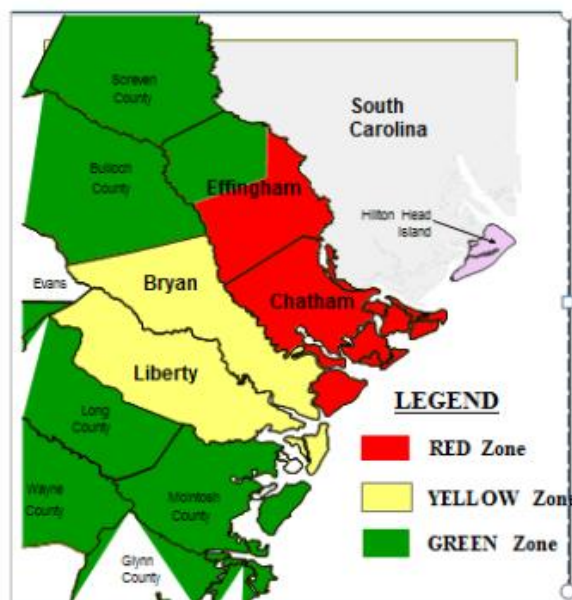 Screven
County
South
Carolina
Bulloch
County
Effingham
Hilton Head
Island
Evans
Bryan
Chatham
Liberty
LEGEND
RED Zone
Long
County
YELLOW Zone
Wayne
County
McIntosh
County
GREEN Zone
Glynn
County